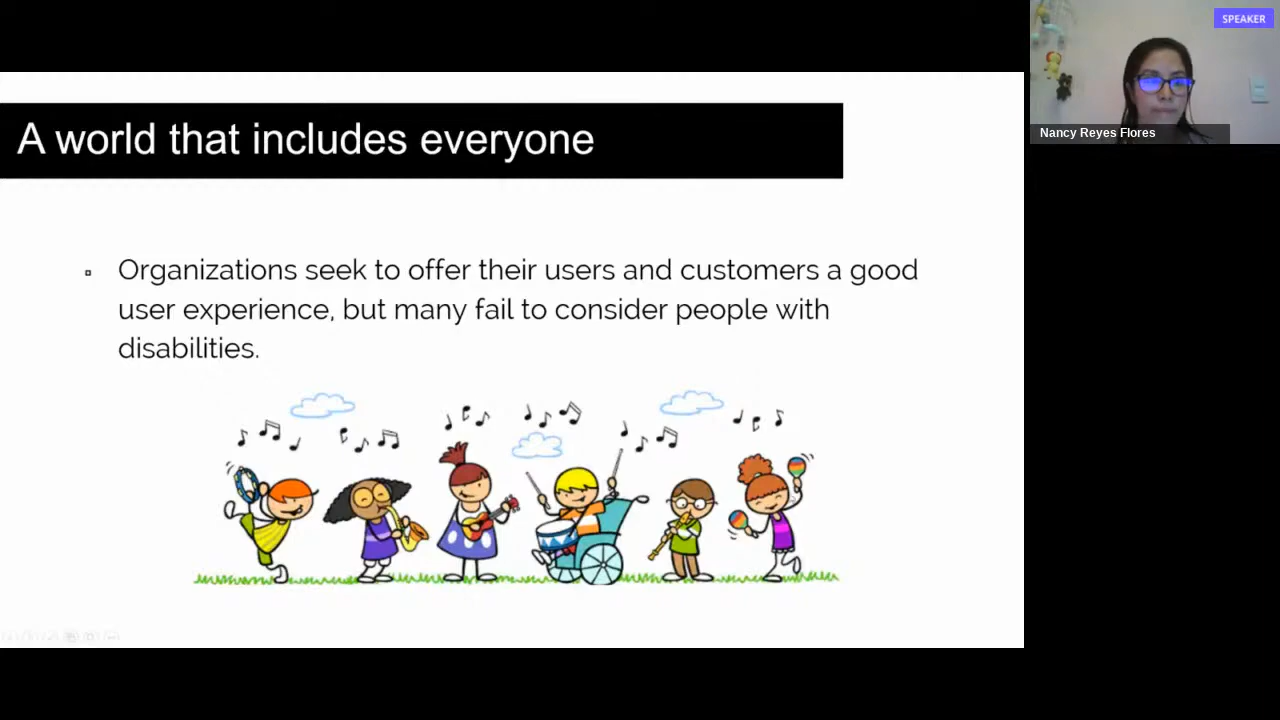 SPEAKER
Nancy Reyes Flores
A world that includes everyone
▫ Organizations seek to offer their users and customers a good
user experience, but many fail to consider people with
disabilities.